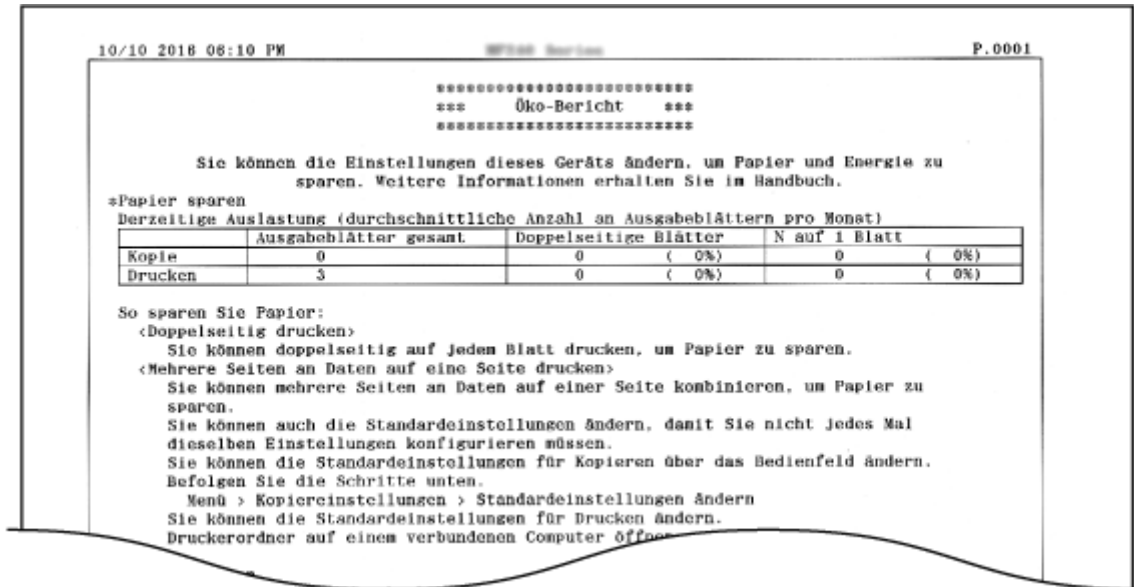 10/10 2016 06:10 PM P.0001
**************************
*** Öko-Bericht ***
**************************
Sie können die Einstellungen dieses Geräts ändern, um Papier und Energie zu
sparen. Weitere Informationen erhalten Sie im Handbuch.
*Papier sparen
Derzeitige Auslastung (durchschnittliche Anzahl an Ausgabeblättern pro Monat)
Ausgabeblätter gesamt Doppelseitige Blätter N auf 1 Blatt
Kopie 0 0 ( 0%) 0 ( 0%)
Drucken 3 0 ( 0%) 0 ( 0%)
So sparen Sie Papier:
<Doppelseitig drucken>
Sie können doppelseitig auf jedem Blatt drucken, um Papier zu sparen.
<Mehrere Seiten an Daten auf eine Seite drucken>
Sie können mehrere Seiten an Daten auf einer Seite kombinieren, um Papier zu
sparen.
Sie können auch die Standardeinstellungen ändern, damit Sie nicht jedes Mal
dieselben Einstellungen konfigurieren müssen.
Sie können die Standardeinstellungen für Kopieren über das Bedienfeld ändern.
Befolgen Sie die Schritte unten.
Menü > Kopiereinstellungen > Standardeinstellungen ändern
Sie können die Standardeinstellungen für Drucken ändern.
Druckerordner auf einem verbundenen Computer